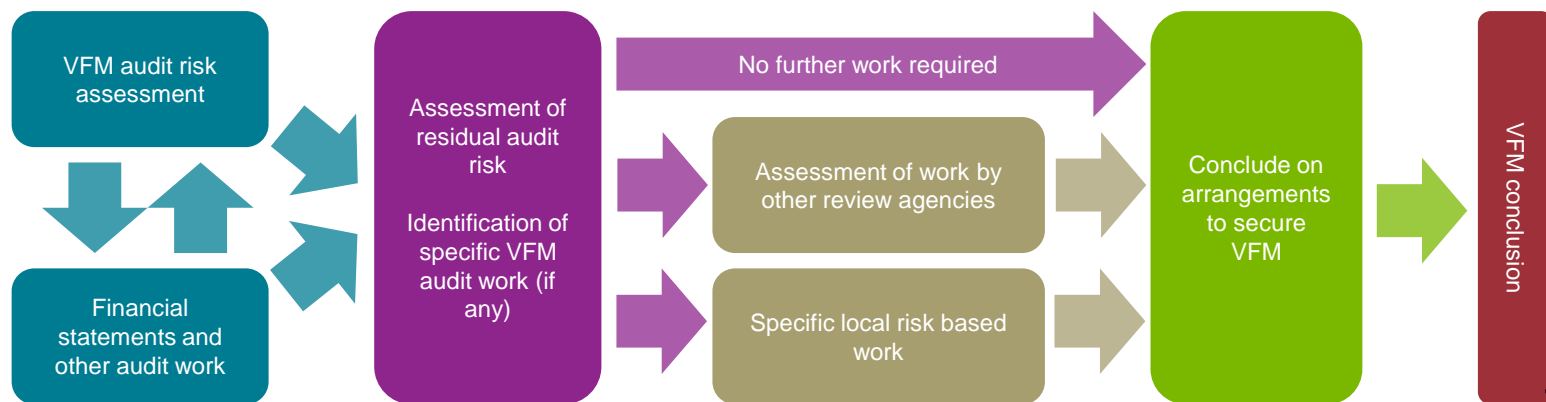 VFM audit risk
assessment
Financial
statements and
other audit work
Assessment of
residual audit
risk
Identification of
specific VFM
audit work (if
any)
No further work required
Assessment of work by
other review agencies
Specific local risk based
work
Conclude on
arrangements
to secure
VFM
VFM conclusion